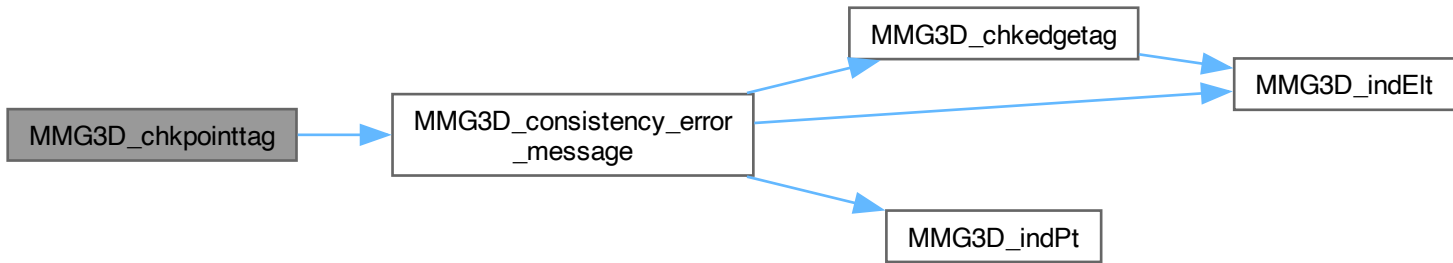 MMG3D_chkpointtag
MMG3D_consistency_error
_message
MMG3D_chkedgetag
MMG3D_indElt
MMG3D_indPt